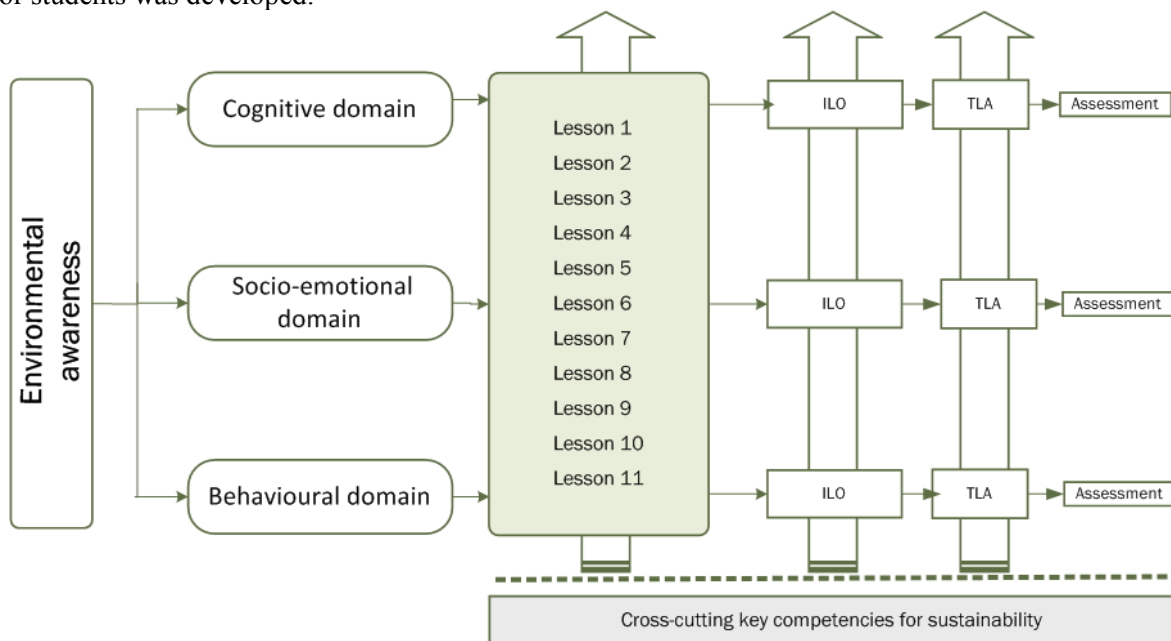 or students was developed.
Environmental
awareness
Cognitive domain
Socio-emotional
domain
Behavioural domain
Lesson 1
Lesson 2
Lesson 3
Lesson 4
Lesson 5
Lesson 6
Lesson 7
Lesson 8
Lesson 9
Lesson 10
Lesson 11
ILO
TLA
Assessment
ILO
TLA
Assessment
ILO
TLA
Assessment
Cross-cutting key competencies for sustainability